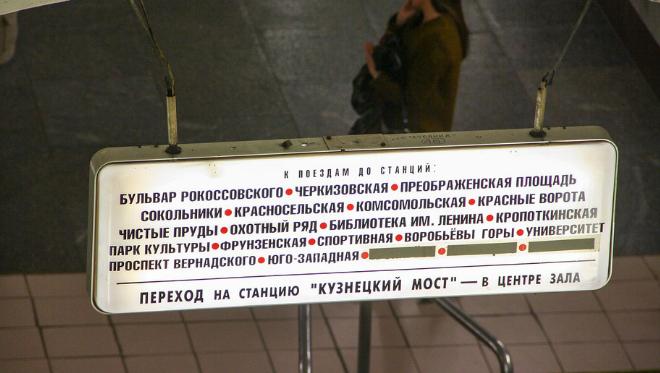 К ПОЕЗДАМ ДО СТАНЦИЙ:
БУЛЬВАР РОКОССОВСКОГО • ЧЕРКИЗОВСКАЯ • ПРЕОБРАЖЕНСКАЯ ПЛОЩАДЬ
СОКОЛЬНИКИ • КРАСНОСЕЛЬСКАЯ • КОМСОМОЛЬСКАЯ • КРАСНЫЕ ВОРОТА
ЧИСТЫЕ ПРУДЫ • ОХОТНЫЙ РЯД • БИБЛИОТЕКА ИМ. ЛЕНИНА • КРОПОТКИНСКАЯ
ПАРК КУЛЬТУРЫ • ФРУНЗЕНСКАЯ • СПОРТИВНАЯ • ВОРОБЬЁВЫ ГОРЫ • УНИВЕРСИТЕТ
ПРОСПЕКТ ВЕРНАДСКОГО • ЮГО-ЗАПАДНАЯ •
ПЕРЕХОД НА СТАНЦИЮ "КУЗНЕЦКИЙ МОСТ" — В ЦЕНТРЕ ЗАЛА